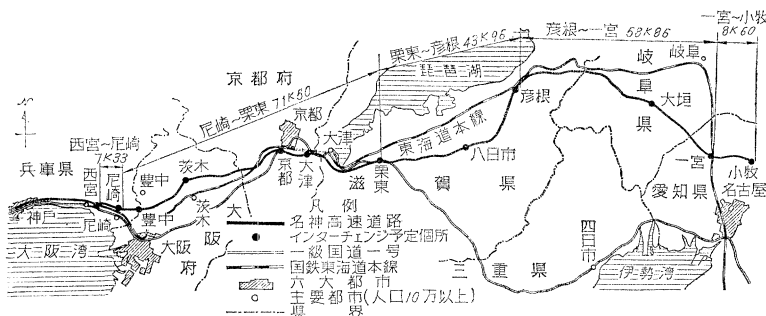 一宮～小牧
8K60
彦根～一宮 58K86
栗東～彦根 43K96
尼崎～栗東 71K50
西宮～尼崎
7K33
京都府
琵琶湖
岐阜
岐阜県
大垣
彦根
東海道本線
八日市
京都
大津
兵庫県
西宮
尼崎
豊中
茨木
京都
大津
滋賀県
栗東
一宮
小牧
愛知県
名古屋
神戸
尼崎
豊中
茨木
大阪府
大阪
大阪湾
四日市
三重県
伊勢湾
凡例
名神高速道路
インターチェンジ予定個所
一級国道一号
国鉄東海道本線
六大都市
主要都市(人口10万以上)
県界